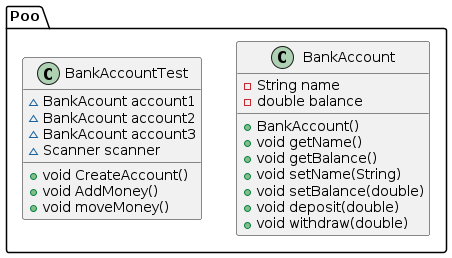 Poo
C BankAccountTest
BankAcount account1
BankAcount account2
BankAcount account3
Scanner scanner
void CreateAccount()
void AddMoney()
void moveMoney()
C BankAccount
String name
double balance
BankAccount()
void getName()
void getBalance()
void setName(String)
void setBalance(double)
void deposit(double)
void withdraw(double)